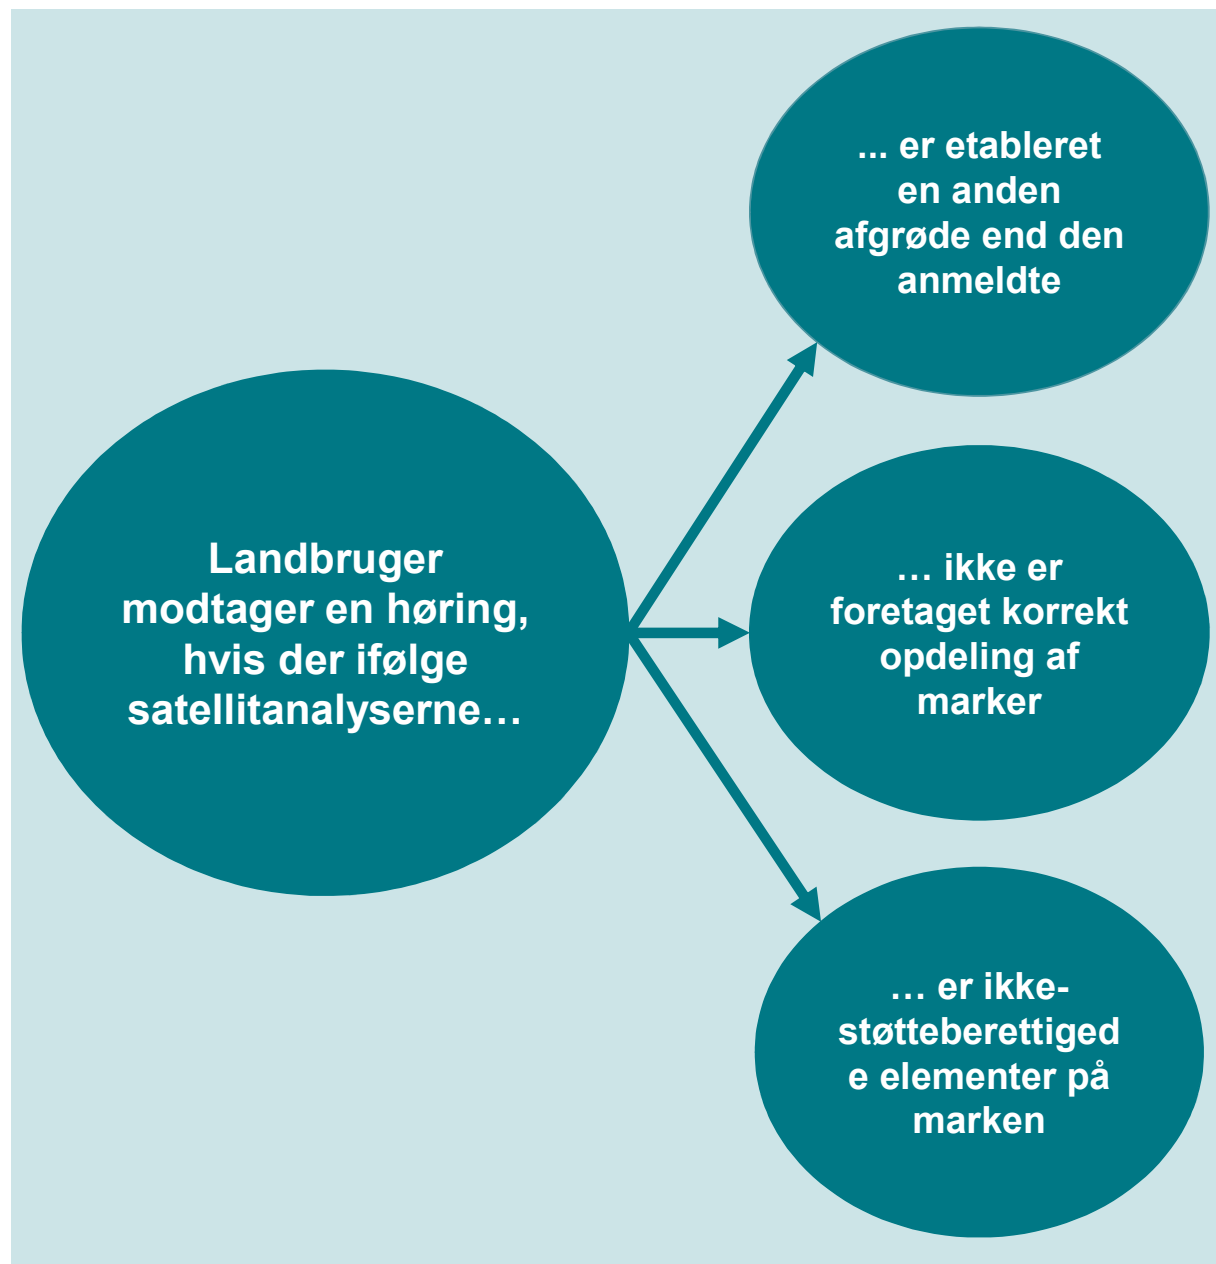 Landbruger
modtager en høring,
hvis der ifølge
satellitanalyserne…
... er etableret
en anden
afgrøde end den
anmeldte
… ikke er
foretaget korrekt
opdeling af
marker
… er ikke-
støtteberettiged
e elementer på
marken